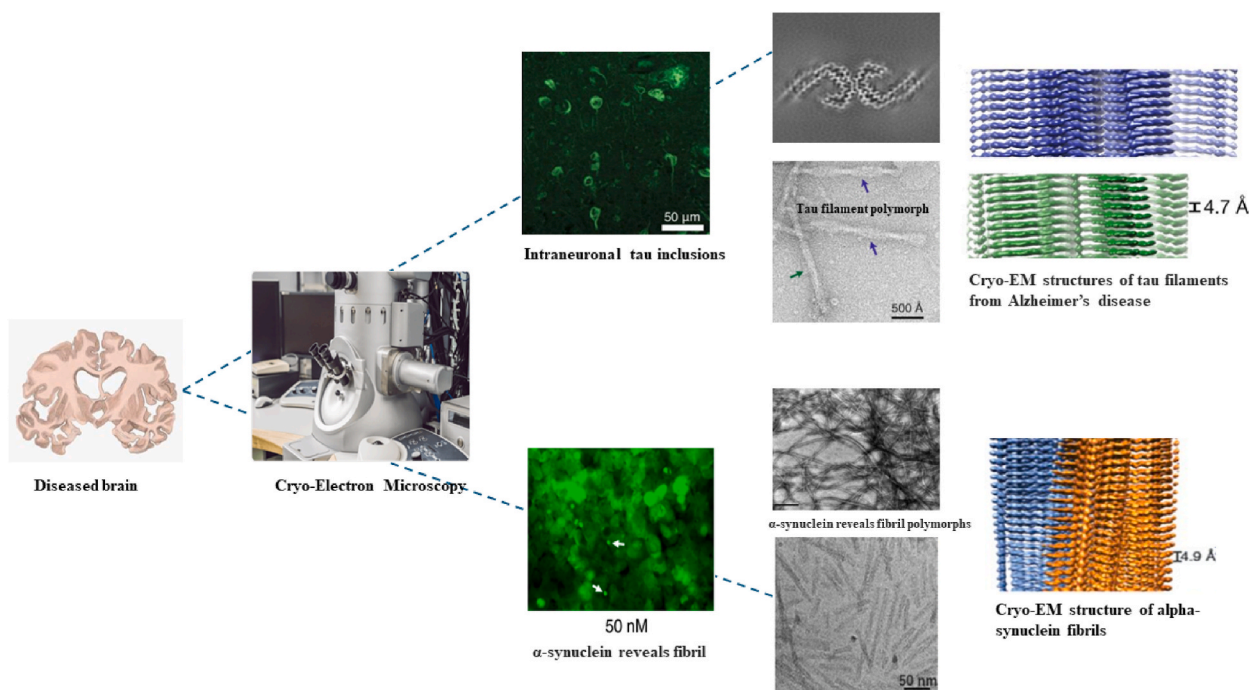 Diseased brain
Cryo-Electron Microscopy
50 µm
Intraneuronal tau inclusions
Tau filament polymorph
500 Å
4.7 Å
Cryo-EM structures of tau filaments
from Alzheimer's disease
50 nM
α-synuclein reveals fibril
α-synuclein reveals fibril polymorphs
50 nm
4.9 Å
Cryo-EM structure of alpha-
synuclein fibrils